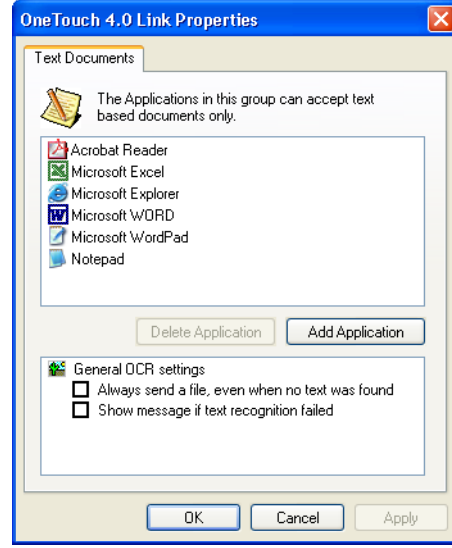 OneTouch 4.0 Link Properties
Text Documents
The Applications in this group can accept text
based documents only.
Acrobat Reader
Microsoft Excel
Microsoft Explorer
Microsoft WORD
Microsoft WordPad
Notepad
Delete Application
Add Application
General OCR settings
Always send a file, even when no text was found
Show message if text recognition failed
OK
Cancel
Apply